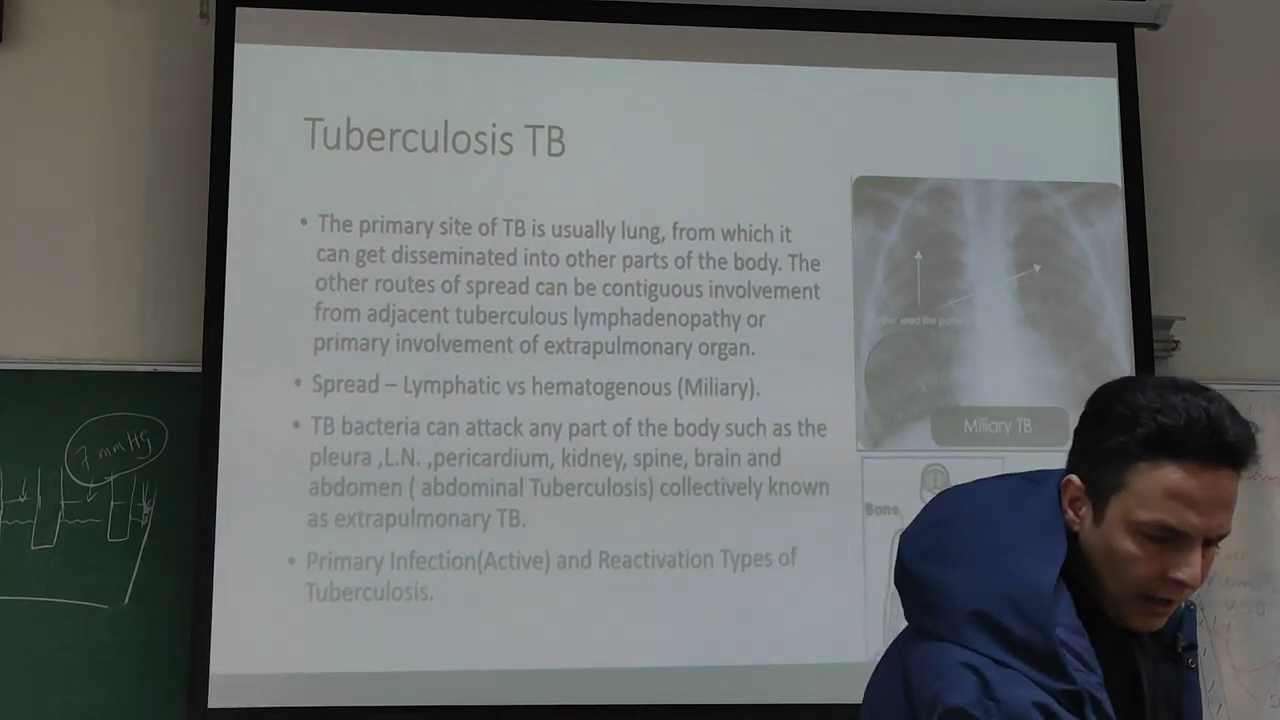 Tuberculosis TB
• The primary site of TB is usually lung, from which it
can get disseminated into other parts of the body. The
other routes of spread can be contiguous involvement
from adjacent tuberculous lymphadenopathy or
primary involvement of extrapulmonary organ.
• Spread – Lymphatic vs hematogenous (Miliary).
• TB bacteria can attack any part of the body such as the
pleura ,L.N. ,pericardium, kidney, spine, brain and
abdomen ( abdominal Tuberculosis) collectively known
as extrapulmonary TB.
• Primary Infection(Active) and Reactivation Types of
Tuberculosis.
seed like
Miliary TB
Bone
7 mmHg